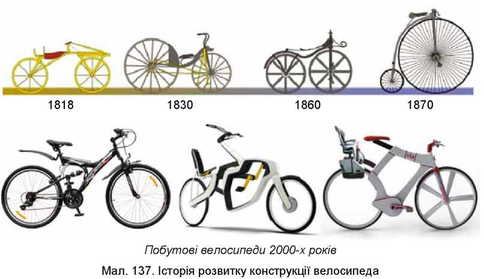 1818 1830 1860 1870
Побутові велосипеди 2000-х років
Мал. 137. Історія розвитку конструкції велосипеда